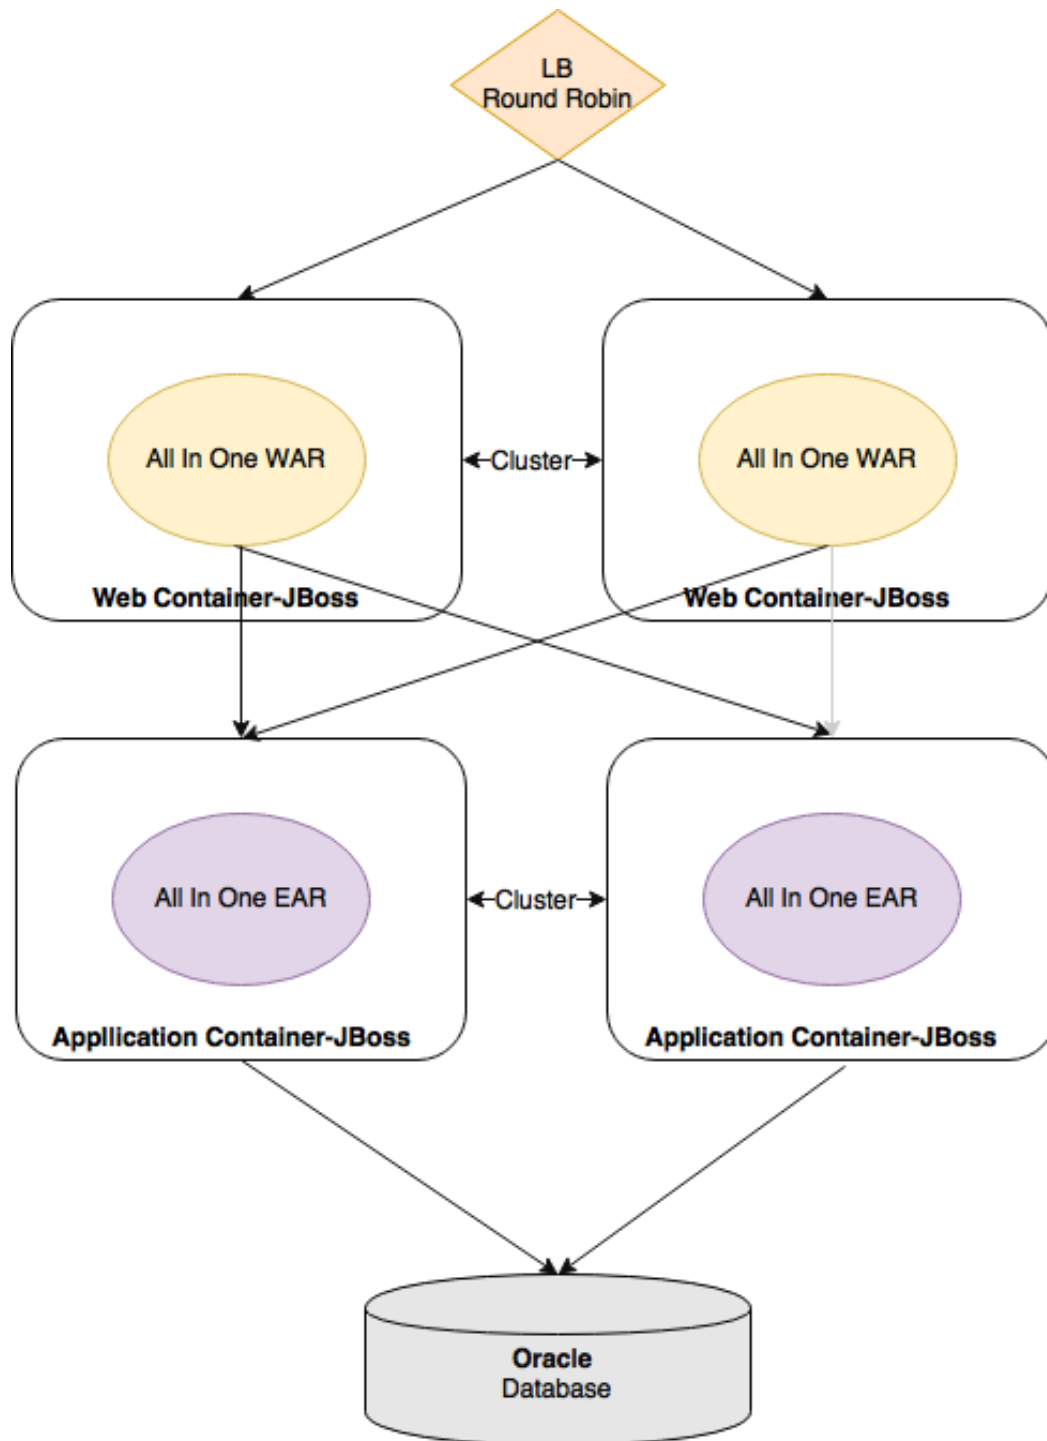 LB
Round Robin
All In One WAR
Cluster
All In One WAR
Web Container-JBoss
Web Container-JBoss
All In One EAR
Cluster
All In One EAR
Appllication Container-JBoss
Application Container-JBoss
Oracle
Database